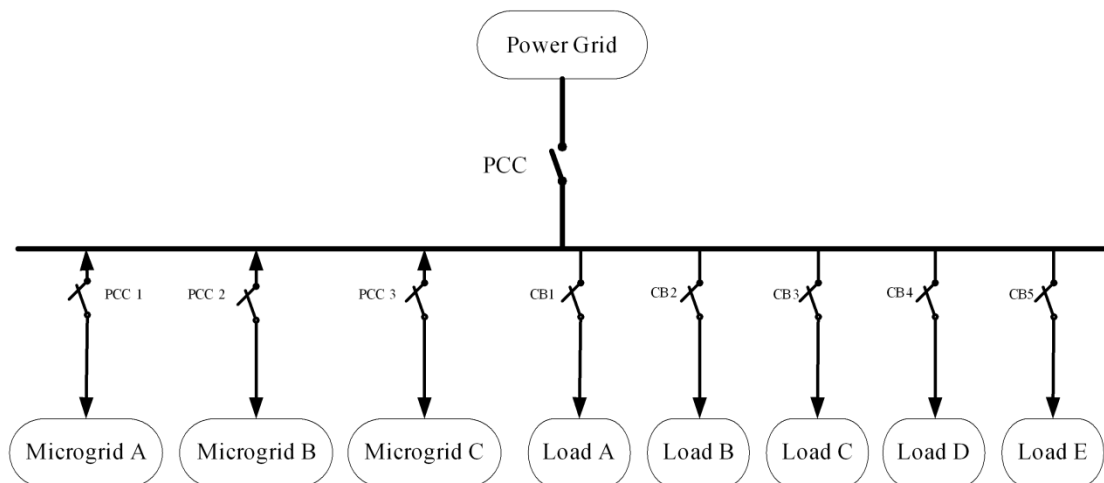 Power Grid
PCC
PCC 1
PCC 2
PCC 3
CB1
CB2
CB3
CB4
CB5
Microgrid A
Microgrid B
Microgrid C
Load A
Load B
Load C
Load D
Load E